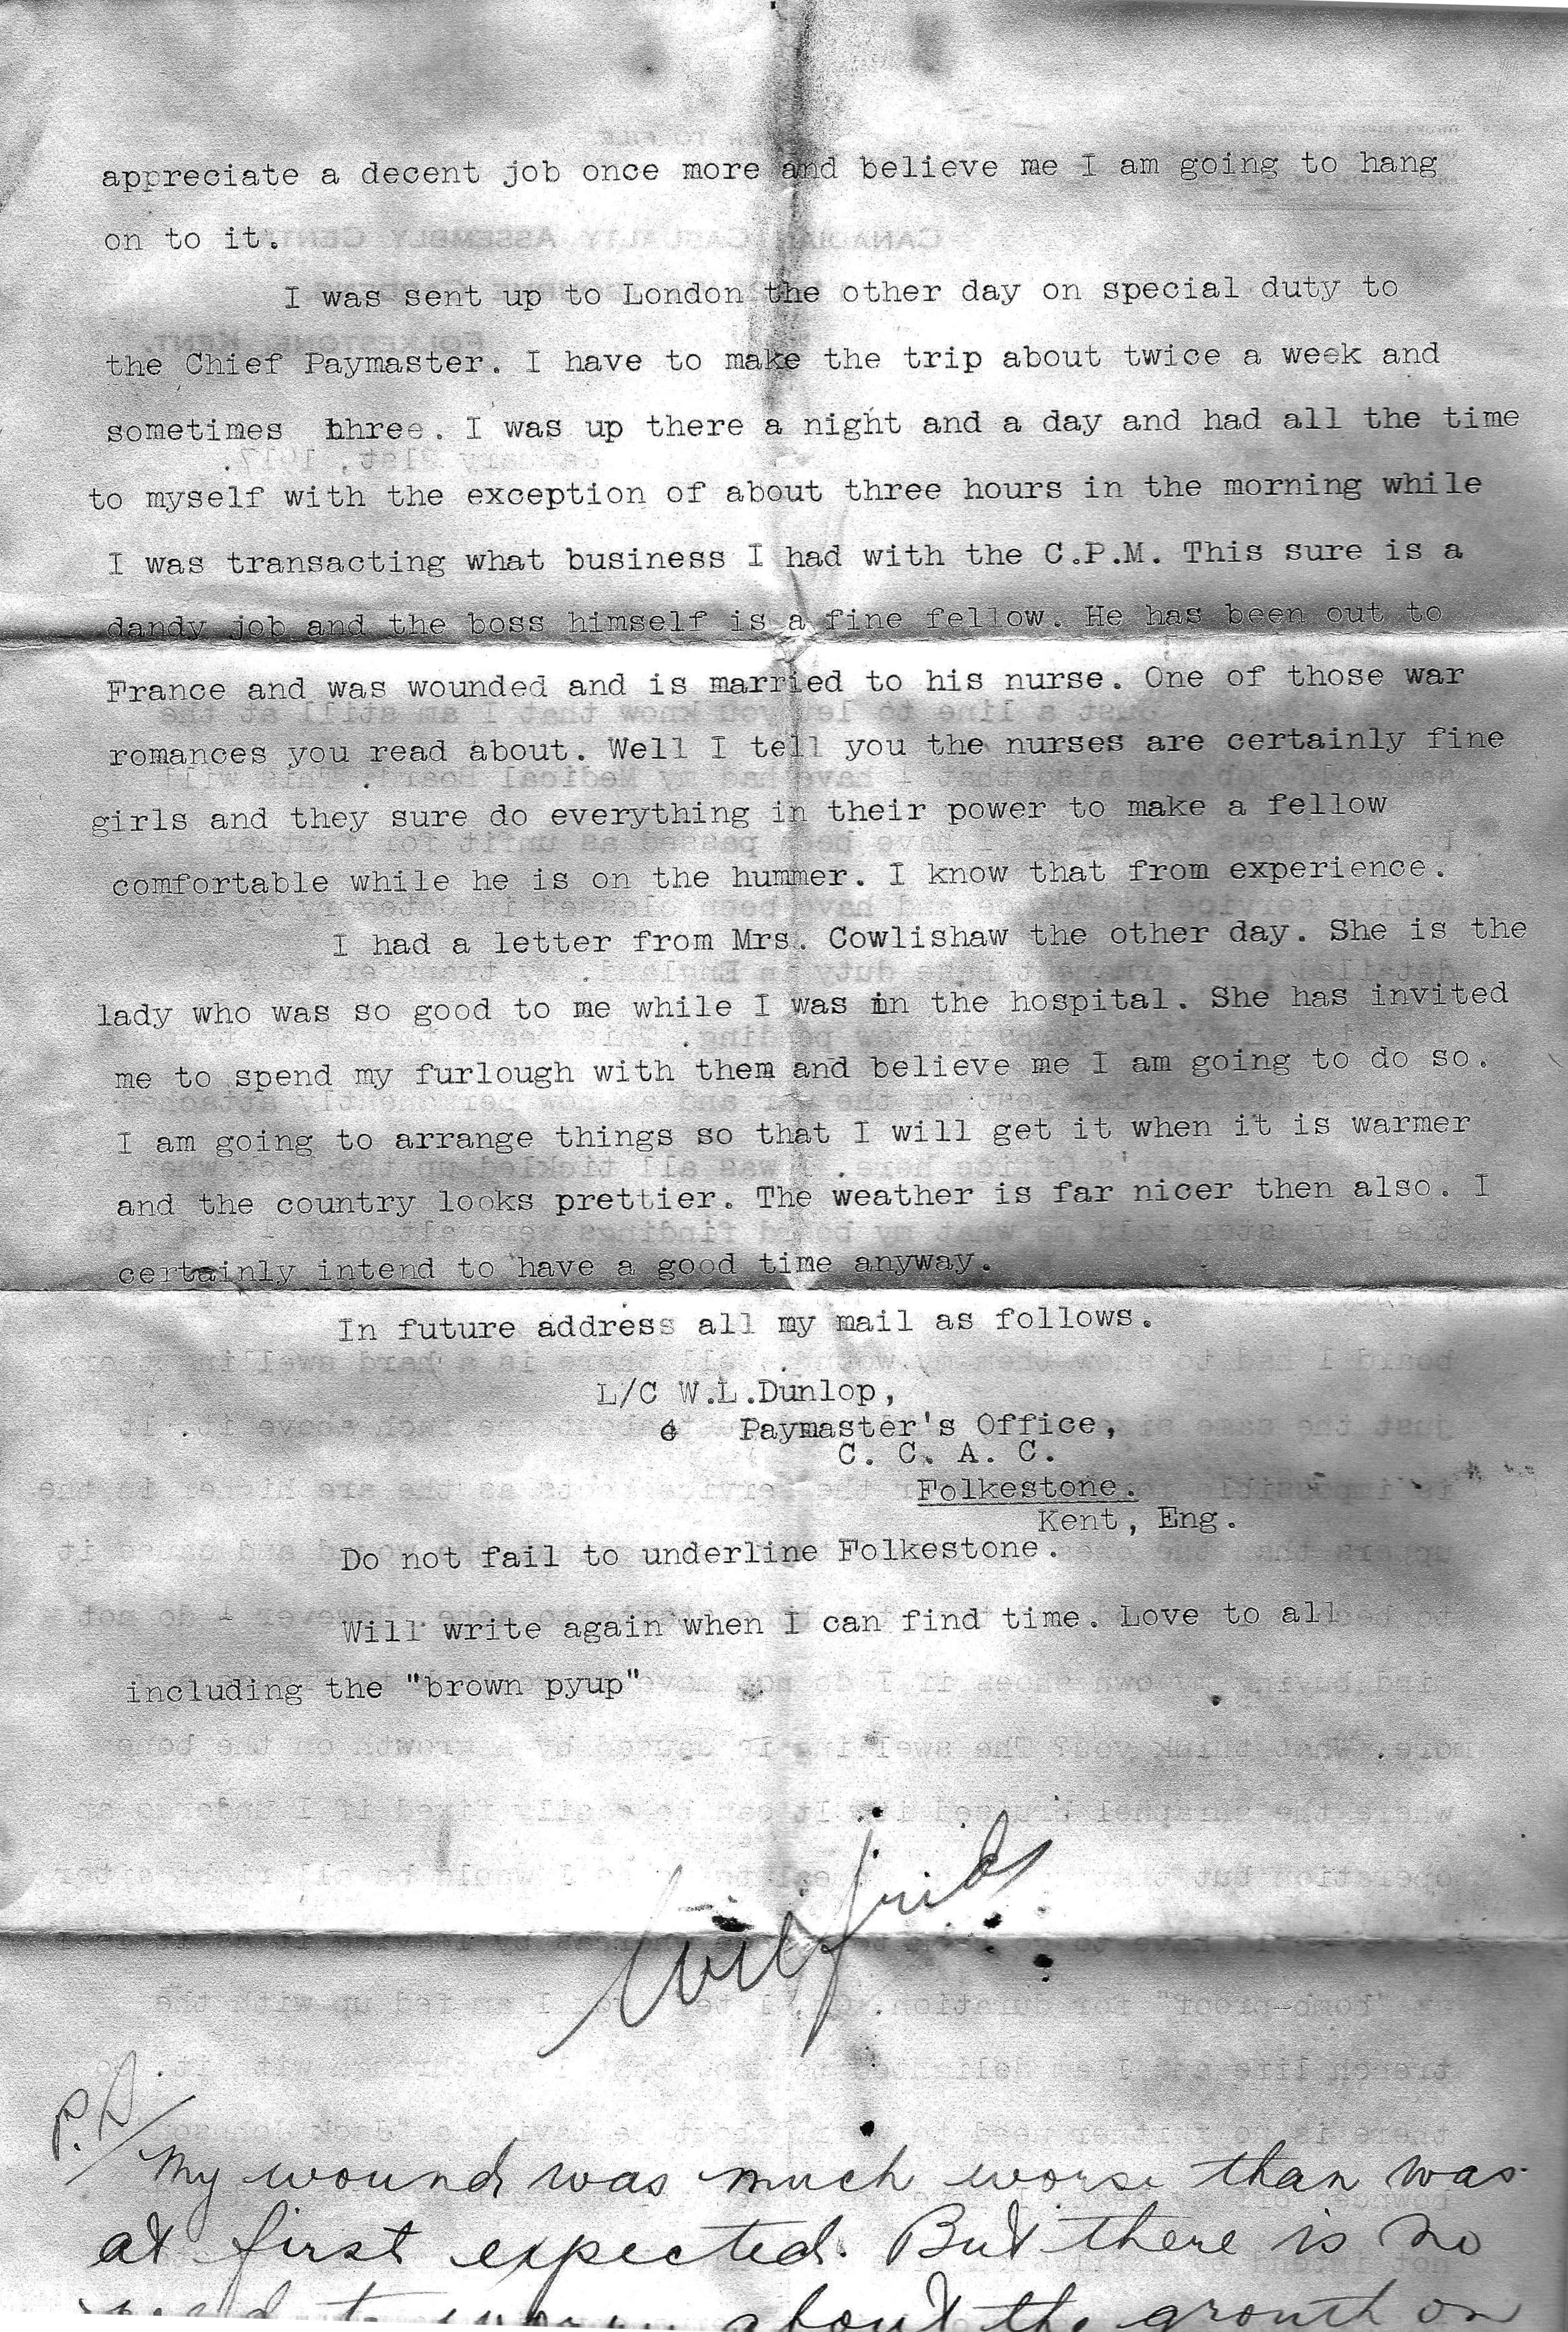 appreciate a decent job once more and believe me I am going to hang
on to it.
I was sent up to London the other day on special duty to
the Chief Paymaster. I have to make the trip about twice a week and
sometimes three. I was up there a night and a day and had all the time
to myself with the exception of about three hours in the morning while
I was transacting what business I had with the C.P.M. This sure is a
dandy job and the boss himself is a fine fellow. He has been out to
France and was wounded and is married to his nurse. One of those war
romances you read about. Well I tell you the nurses are certainly fine
girls and they sure do everything in their power to make a fellow
comfortable while he is on the hummer. I know that from experience.
I had a letter from Mrs. Cowlishaw the other day. She is the
lady who was so good to me while I was in the hospital. She has invited
me to spend my furlough with them and believe me I am going to do so.
I am going to arrange things so that I will get it when it is warmer
and the country looks prettier. The weather is far nicer then also. I
certainly intend to have a good time anyway.
In future address all my mail as follows.
L/C W.L.Dunlop,
Paymaster's Office,
C. C. A. C.
Folkestone.
Kent, Eng.
Do not fail to underline Folkestone.
Will write again when I can find time. Love to all
including the "brown pyup"
Wilfrid
P.S/
My wound was much worse than was
at first expected. But there is no
need to worry about the growth on